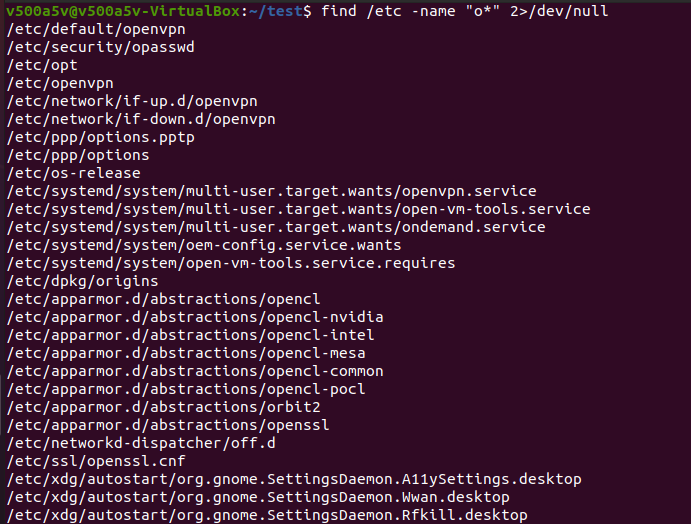 v500a5v@v500a5v-VirtualBox:~/test$ find /etc -name "o*" 2>/dev/null
/etc/default/openvpn
/etc/security/opasswd
/etc/opt
/etc/openvpn
/etc/network/if-up.d/openvpn
/etc/network/if-down.d/openvpn
/etc/ppp/options.pptp
/etc/ppp/options
/etc/os-release
/etc/systemd/system/multi-user.target.wants/openvpn.service
/etc/systemd/system/multi-user.target.wants/open-vm-tools.service
/etc/systemd/system/multi-user.target.wants/ondemand.service
/etc/systemd/system/oem-config.service.wants
/etc/systemd/system/open-vm-tools.service.requires
/etc/dpkg/origins
/etc/apparmor.d/abstractions/opencl
/etc/apparmor.d/abstractions/opencl-nvidia
/etc/apparmor.d/abstractions/opencl-intel
/etc/apparmor.d/abstractions/opencl-mesa
/etc/apparmor.d/abstractions/opencl-common
/etc/apparmor.d/abstractions/opencl-pocl
/etc/apparmor.d/abstractions/orbit2
/etc/apparmor.d/abstractions/openssl
/etc/networkd-dispatcher/off.d
/etc/ssl/openssl.cnf
/etc/xdg/autostart/org.gnome.SettingsDaemon.A11ySettings.desktop
/etc/xdg/autostart/org.gnome.SettingsDaemon.Wwan.desktop
/etc/xdg/autostart/org.gnome.SettingsDaemon.Rfkill.desktop